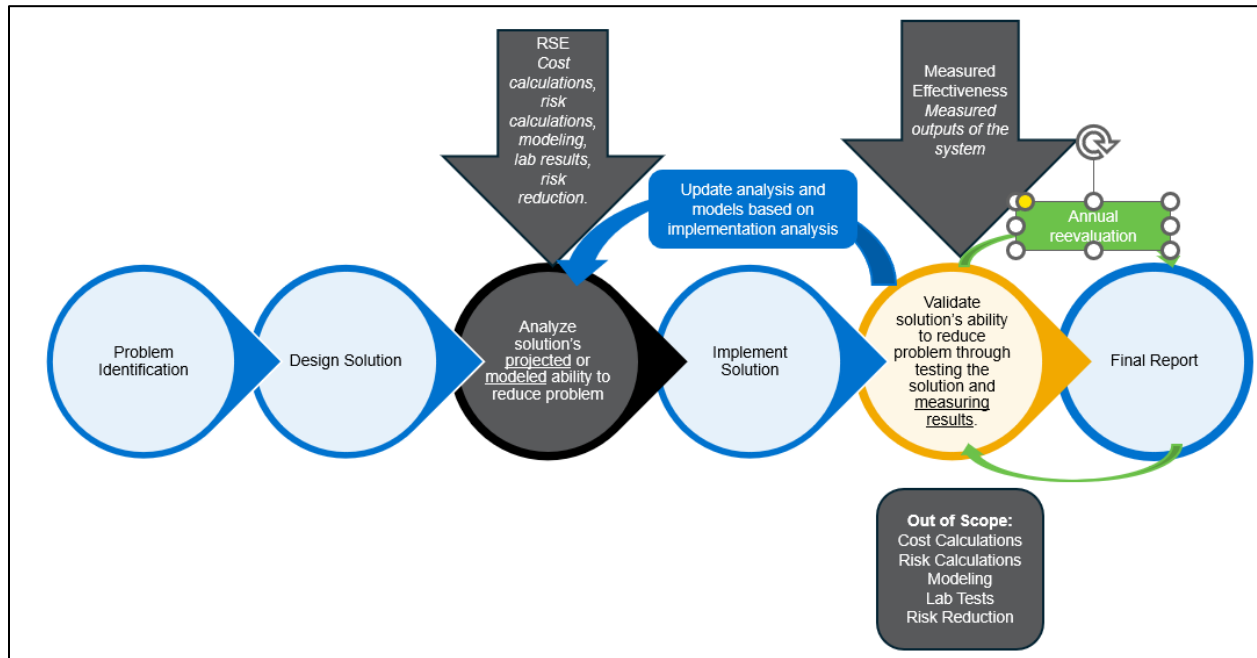 RSE
Cost
calculations,
risk
calculations,
modeling,
lab results,
risk
reduction.
Measured
Effectiveness
Measured
outputs of the
system
Update analysis and
models based on
implementation analysis
Annual
reevaluation
Problem
Identification
Design Solution
Analyze
solution's
projected or
modeled ability to
reduce problem
Implement
Solution
Validate
solution's ability
to reduce
problem through
testing the
solution and
measuring
results.
Final Report
Out of Scope:
Cost Calculations
Risk Calculations
Modeling
Lab Tests
Risk Reduction